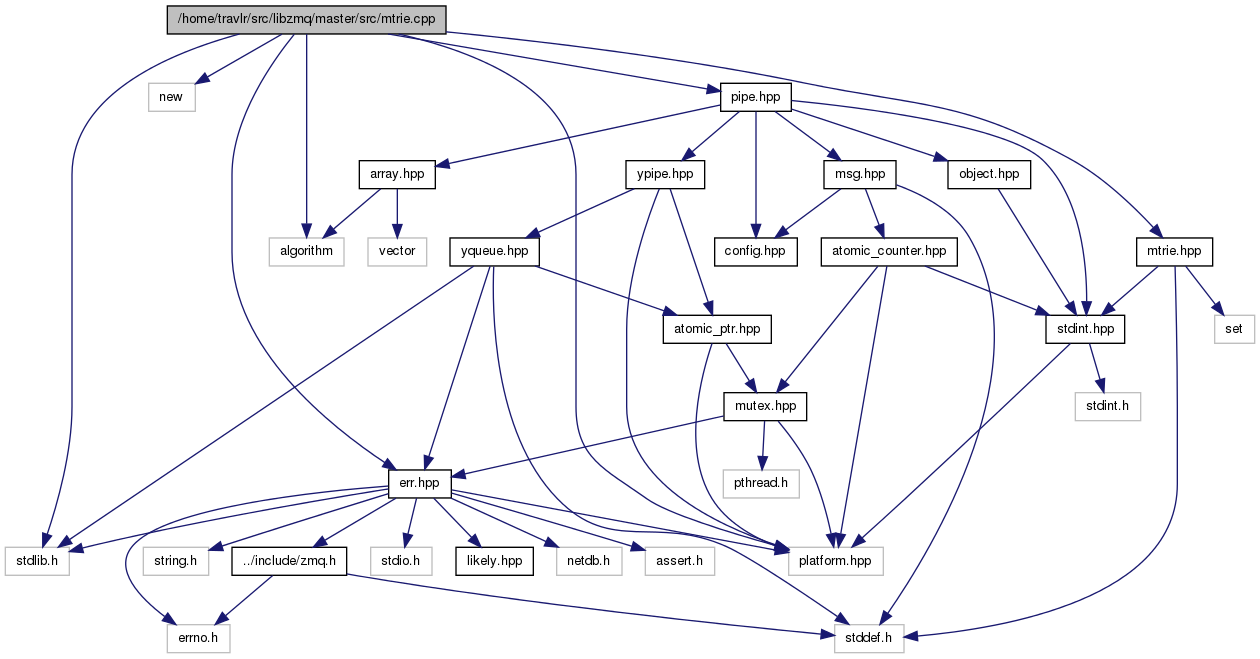 /home/travlr/src/libzmq/master/src/mtrie.cpp
new
pipe.hpp
array.hpp
ypipe.hpp
msg.hpp
object.hpp
algorithm
vector
yqueue.hpp
config.hpp
atomic_counter.hpp
mtrie.hpp
atomic_ptr.hpp
stdint.hpp
set
mutex.hpp
stdint.h
err.hpp
pthread.h
stdlib.h
string.h
../include/zmq.h
stdio.h
likely.hpp
netdb.h
assert.h
platform.hpp
errno.h
stddef.h